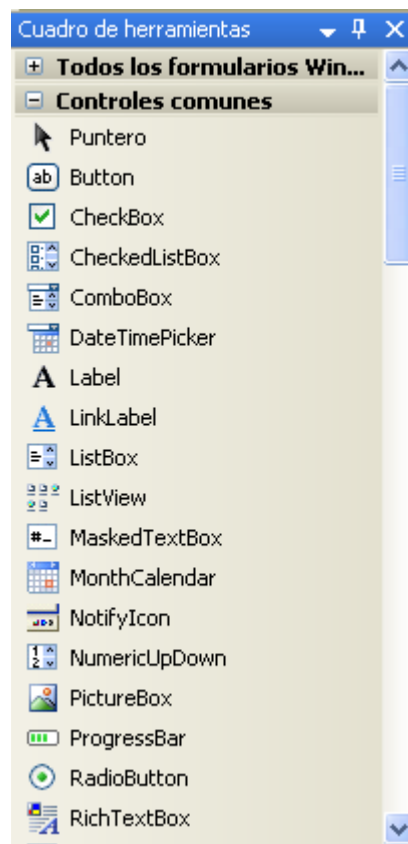 Cuadro de herramientas
Todos los formularios Win...
Controles comunes
Puntero
Button
CheckBox
CheckedListBox
ComboBox
DateTimePicker
Label
LinkLabel
ListBox
ListView
MaskedTextBox
MonthCalendar
NotifyIcon
NumericUpDown
PictureBox
ProgressBar
RadioButton
RichTextBox